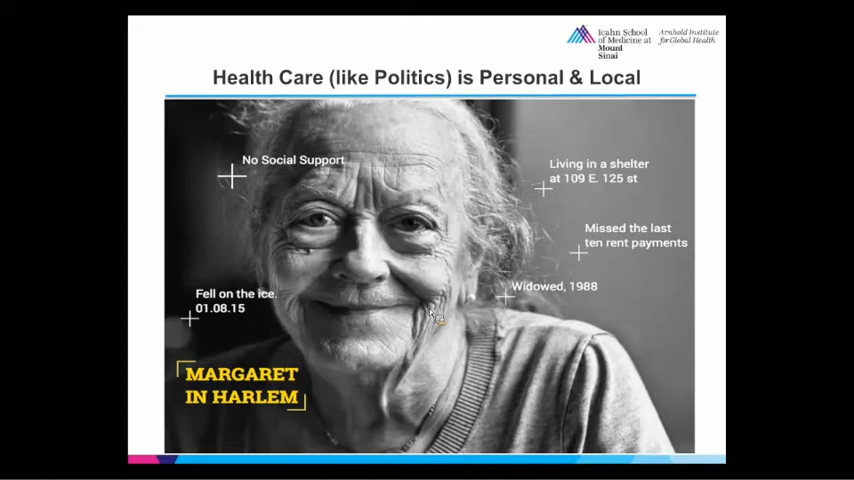 Icahn School
of Medicine at
Mount
Sinai
Arnhold Institute
for Global Health
Health Care (like Politics) is Personal & Local
No Social Support
Living in a shelter
at 109 E. 125 st
Missed the last
ten rent payments
Widowed, 1988
Fell on the ice.
01.08.15
MARGARET
IN HARLEM